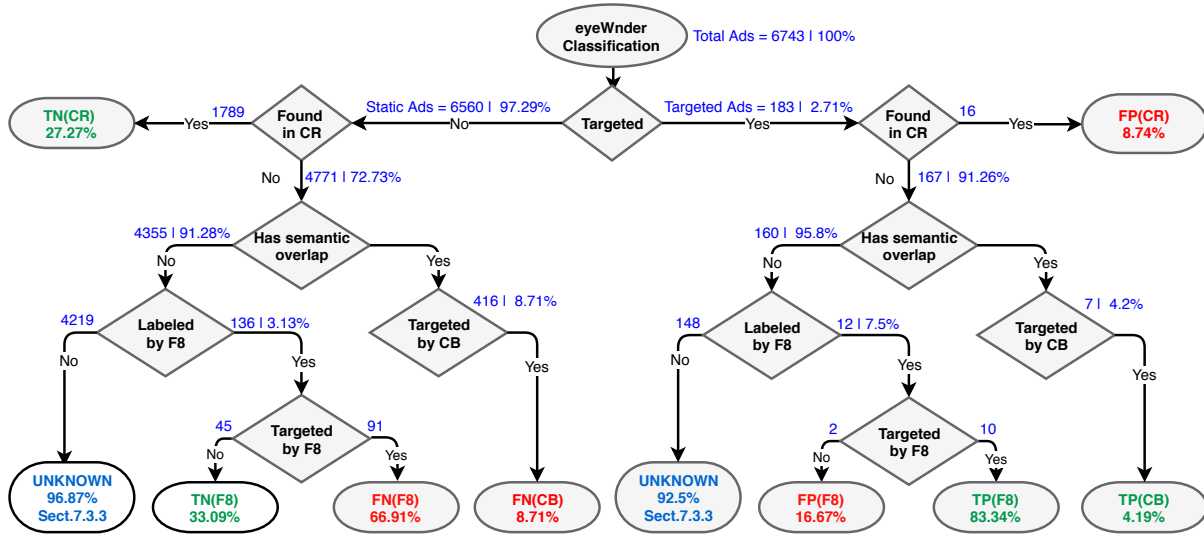 eyeWnder
Classification
Total Ads = 6743 | 100%
TN(CR)
27.27%
1789
Yes
Found
in CR
Static Ads = 6560 | 97.29%
No
Targeted
Targeted Ads = 183 | 2.71%
Yes
Found
in CR
16
Yes
FP(CR)
8.74%
No
4771 | 72.73%
No
167 | 91.26%
4355 | 91.28%
No
Has semantic
overlap
Yes
160 | 95.8%
No
Has semantic
overlap
Yes
4219
No
Labeled
by F8
136 | 3.13%
Yes
416 | 8.71%
Targeted
by CB
Yes
148
No
Labeled
by F8
12 | 7.5%
Yes
7 | 4.2%
Targeted
by CB
Yes
45
No
Targeted
by F8
91
Yes
2
No
Targeted
by F8
10
Yes
UNKNOWN
96.87%
Sect.7.3.3
TN(F8)
33.09%
FN(F8)
66.91%
FN(CB)
8.71%
UNKNOWN
92.5%
Sect.7.3.3
FP(F8)
16.67%
TP(F8)
83.34%
TP(CB)
4.19%